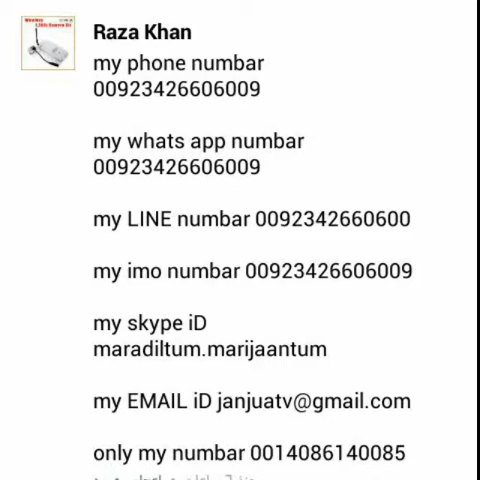 Raza Khan
my phone numbar
00923426606009
my whats app numbar
00923426606009
my LINE numbar 0092342660600
my imo numbar 00923426606009
my skype iD
maradiltum.marijaantum
my EMAIL iD janjuatv@gmail.com
only my numbar 0014086140085